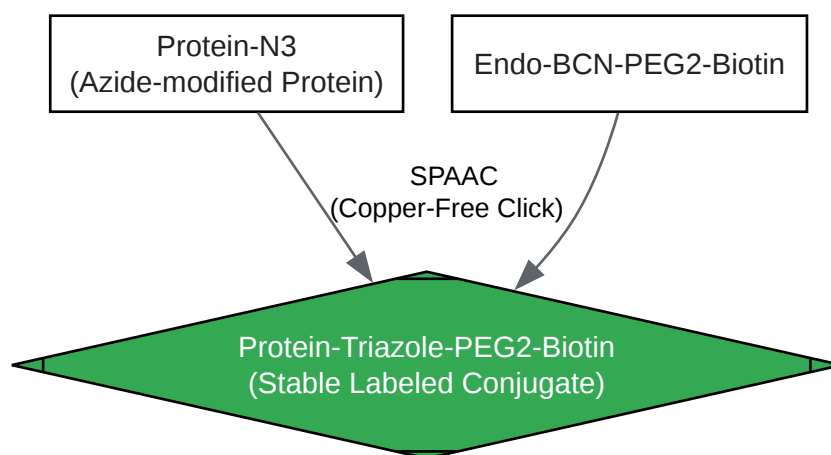 Protein-N3
(Azide-modified Protein)
Endo-BCN-PEG2-Biotin
SPAAC
(Copper-Free Click)
Protein-Triazole-PEG2-Biotin
(Stable Labeled Conjugate)